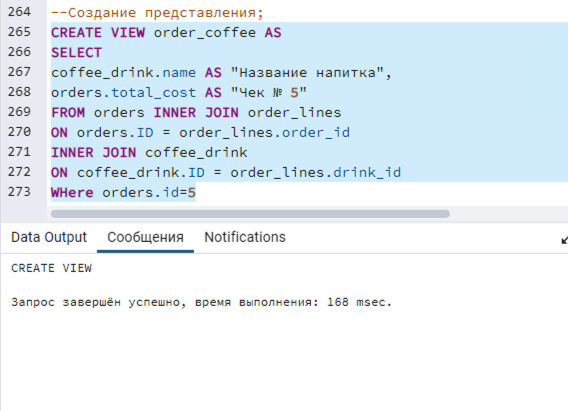 264 --Создание представления;
265 CREATE VIEW order_coffee AS
266 SELECT
267 coffee_drink.name AS "Название напитка",
268 orders.total_cost AS "Чек № 5"
269 FROM orders INNER JOIN order_lines
270 ON orders.ID = order_lines.order_id
271 INNER JOIN coffee_drink
272 ON coffee_drink.ID = order_lines.drink_id
273 WHere orders.id=5
Data Output Сообщения Notifications
CREATE VIEW
Запрос завершён успешно, время выполнения: 168 msec.